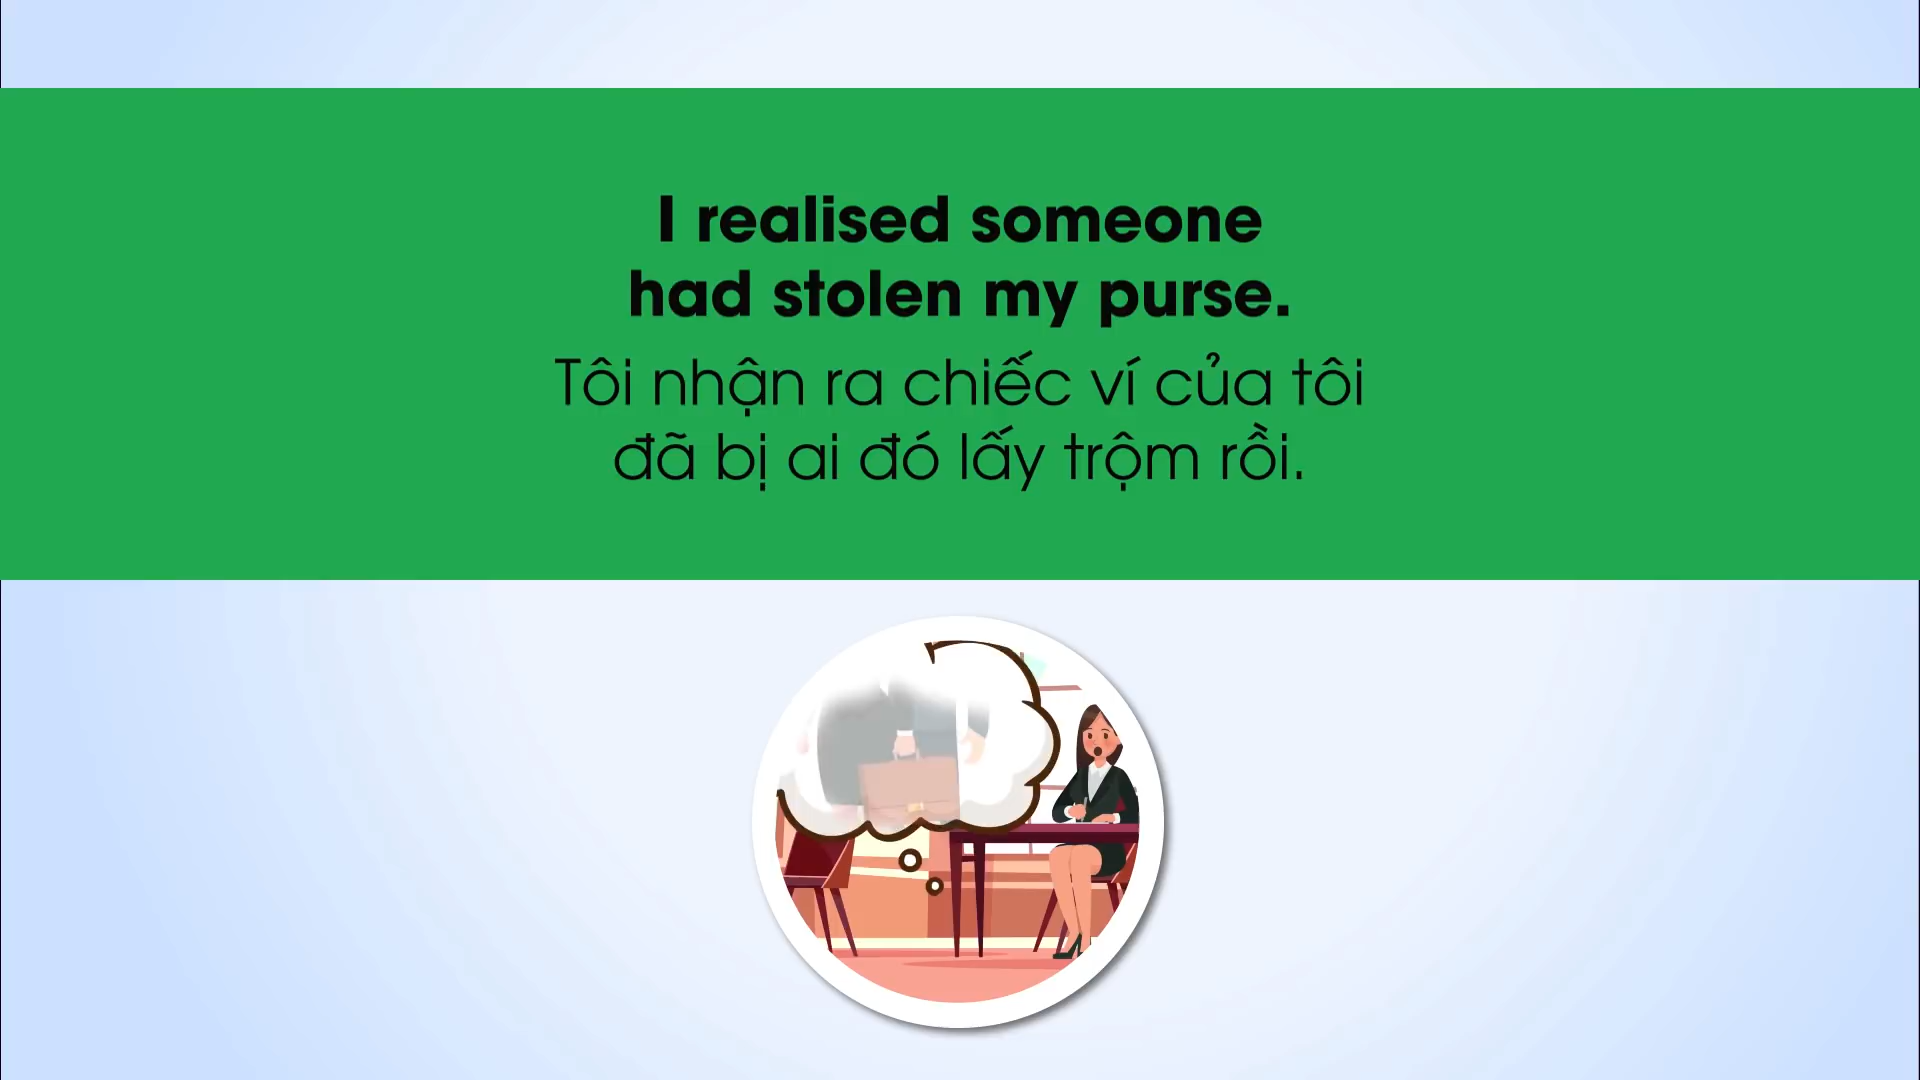 I realised someone
had stolen my purse.
Tôi nhận ra chiếc ví của tôi
đã bị ai đó lấy trộm rồi.